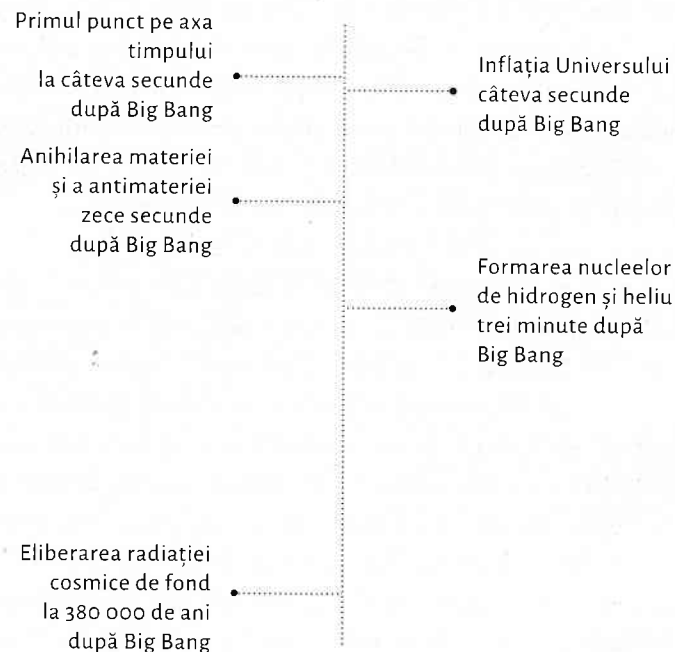 Primul punct pe axa
timpului
la câteva secunde
după Big Bang
Inflația Universului
câteva secunde
după Big Bang
Anihilarea materiei
și a antimateriei
zece secunde
după Big Bang
Formarea nucleelor
de hidrogen și heliu
trei minute după
Big Bang
Eliberarea radiației
cosmice de fond
la 380 000 de ani
după Big Bang